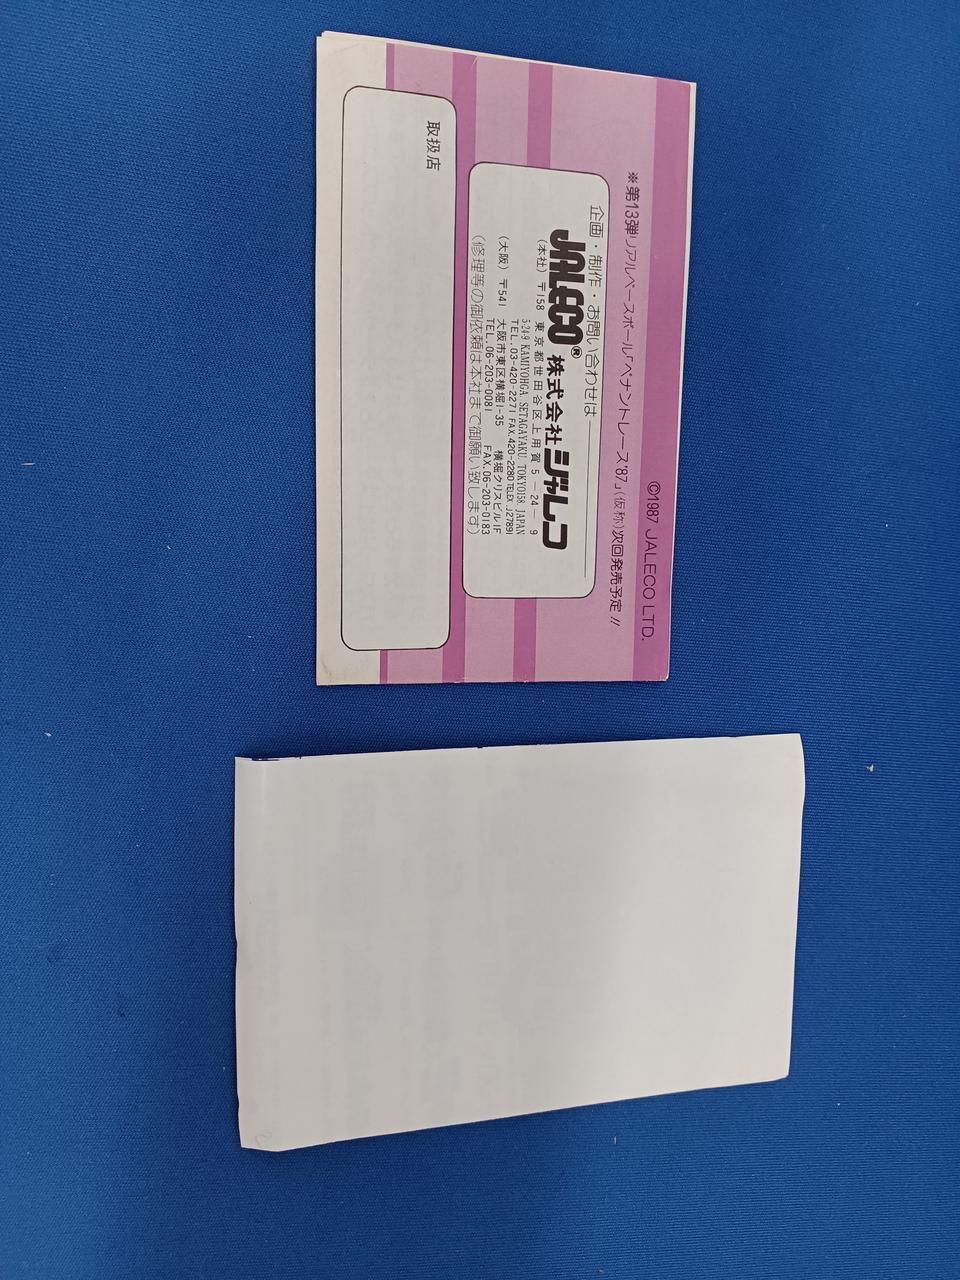 ©1987 JALECO LTD.
※第13弾リアルベースボール「ペナントレース'87」(仮称)次回発売予定!!
企画・制作・お問い合わせは
JALECO® 株式会社ジャレコ
(本社) 〒158 東京都世田谷区上用賀5-24-9
5-24-9 KAMIYOHGA. SETAGAYAKU. TOKYO158. JAPAN
TEL.03-420-2271 FAX.420-2280 TELEX.J27891
(大阪) 〒541 大阪市東区横堀1-35 横堀クリスビル1F
TEL.06-203-0081 FAX.06-203-0183
(修理等の御依頼は本社まで御願い致します)
取扱店